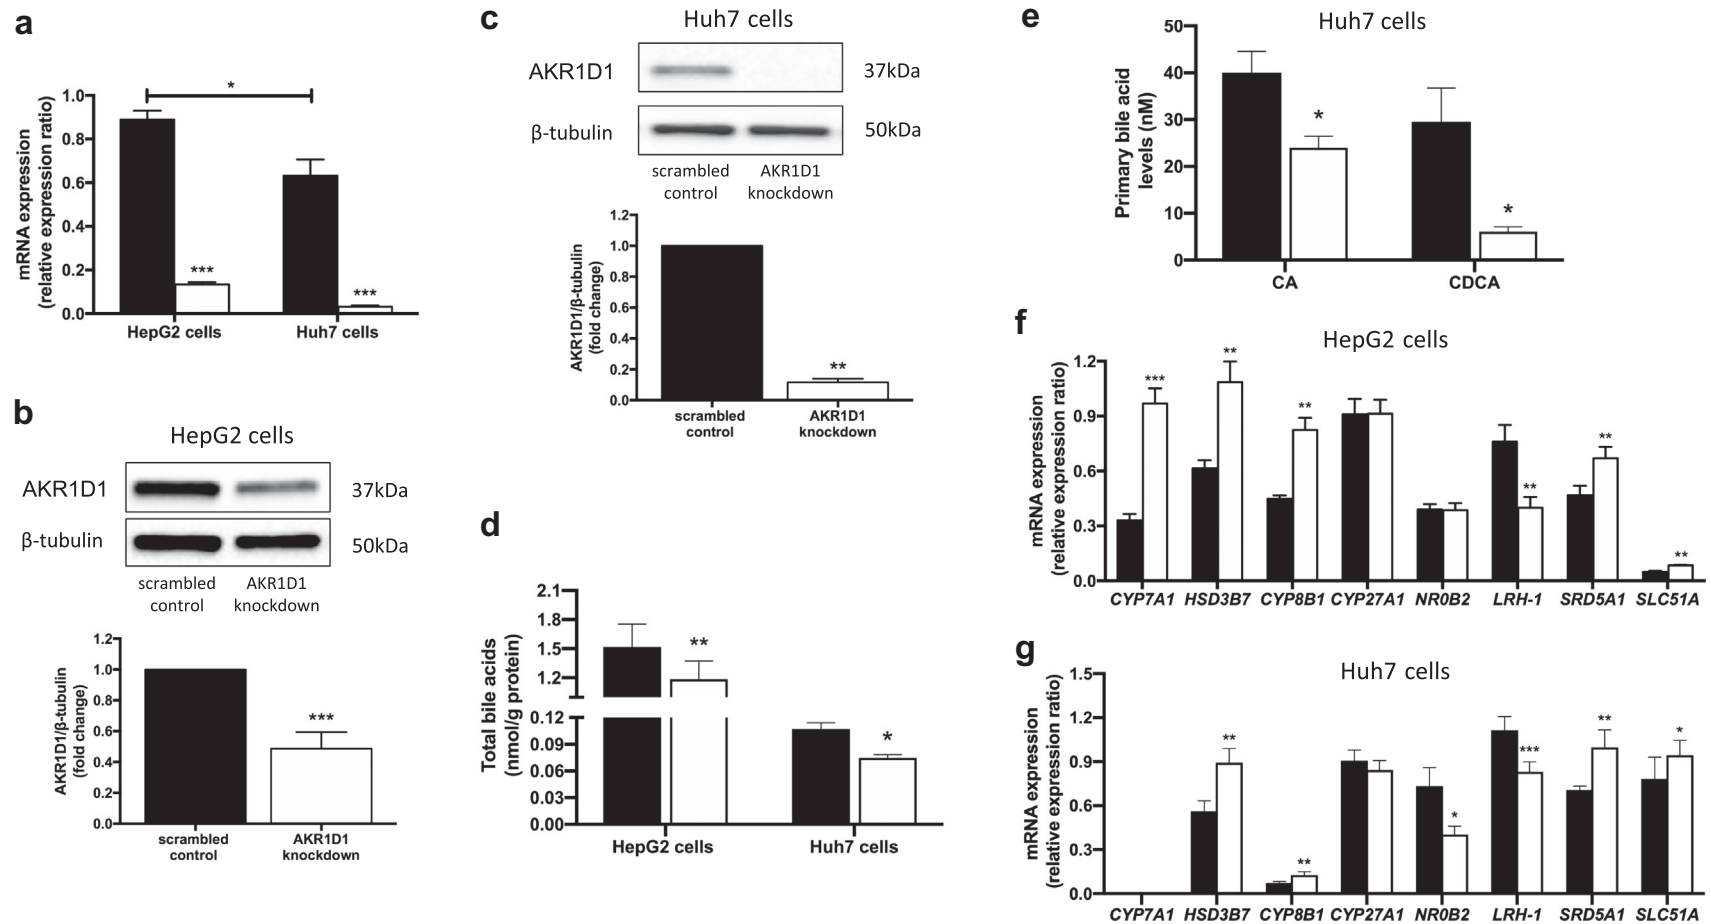 a
mRNA expression
(relative expression ratio)
1.0
0.8
0.6
0.4
0.2
0.0
*
***
***
HepG2 cells
Huh7 cells
b
HepG2 cells
AKR1D1
37kDa
β-tubulin
50kDa
scrambled
control
AKR1D1
knockdown
AKR1D1/β-tubulin
(fold change)
1.2
1.0
0.8
0.6
0.4
0.2
0.0
***
scrambled
control
AKR1D1
knockdown
c
Huh7 cells
AKR1D1
37kDa
β-tubulin
50kDa
scrambled
control
AKR1D1
knockdown
AKR1D1/β-tubulin
(fold change)
1.2
1.0
0.8
0.6
0.4
0.2
0.0
**
scrambled
control
AKR1D1
knockdown
d
Total bile acids
(nmol/g protein)
2.1
1.8
1.5
1.2
0.12
0.09
0.06
0.03
0.00
**
*
HepG2 cells
Huh7 cells
e
Huh7 cells
Primary bile acid
levels (nM)
50
40
30
20
10
0
*
*
CA
CDCA
f
HepG2 cells
mRNA expression
(relative expression ratio)
1.2
0.9
0.6
0.3
0.0
***
**
**
**
**
**
CYP7A1 HSD3B7 CYP8B1 CYP27A1 NR0B2 LRH-1 SRD5A1 SLC51A
g
Huh7 cells
mRNA expression
(relative expression ratio)
1.5
1.2
0.9
0.6
0.3
0.0
**
**
*
***
**
*
CYP7A1 HSD3B7 CYP8B1 CYP27A1 NR0B2 LRH-1 SRD5A1 SLC51A